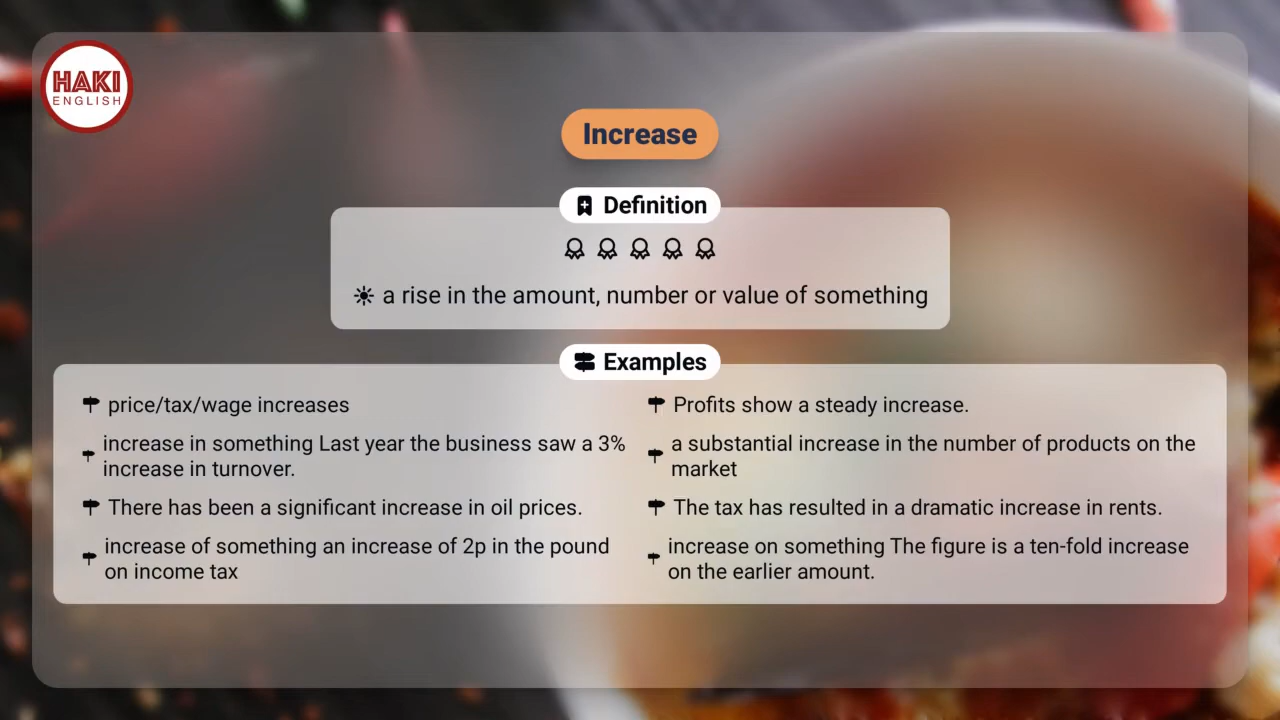 HAKI
ENGLISH
Increase
Definition
a rise in the amount, number or value of something
Examples
price/tax/wage increases
increase in something Last year the business saw a 3%
increase in turnover.
There has been a significant increase in oil prices.
increase of something an increase of 2p in the pound
on income tax
Profits show a steady increase.
a substantial increase in the number of products on the
market
The tax has resulted in a dramatic increase in rents.
increase on something The figure is a ten-fold increase
on the earlier amount.